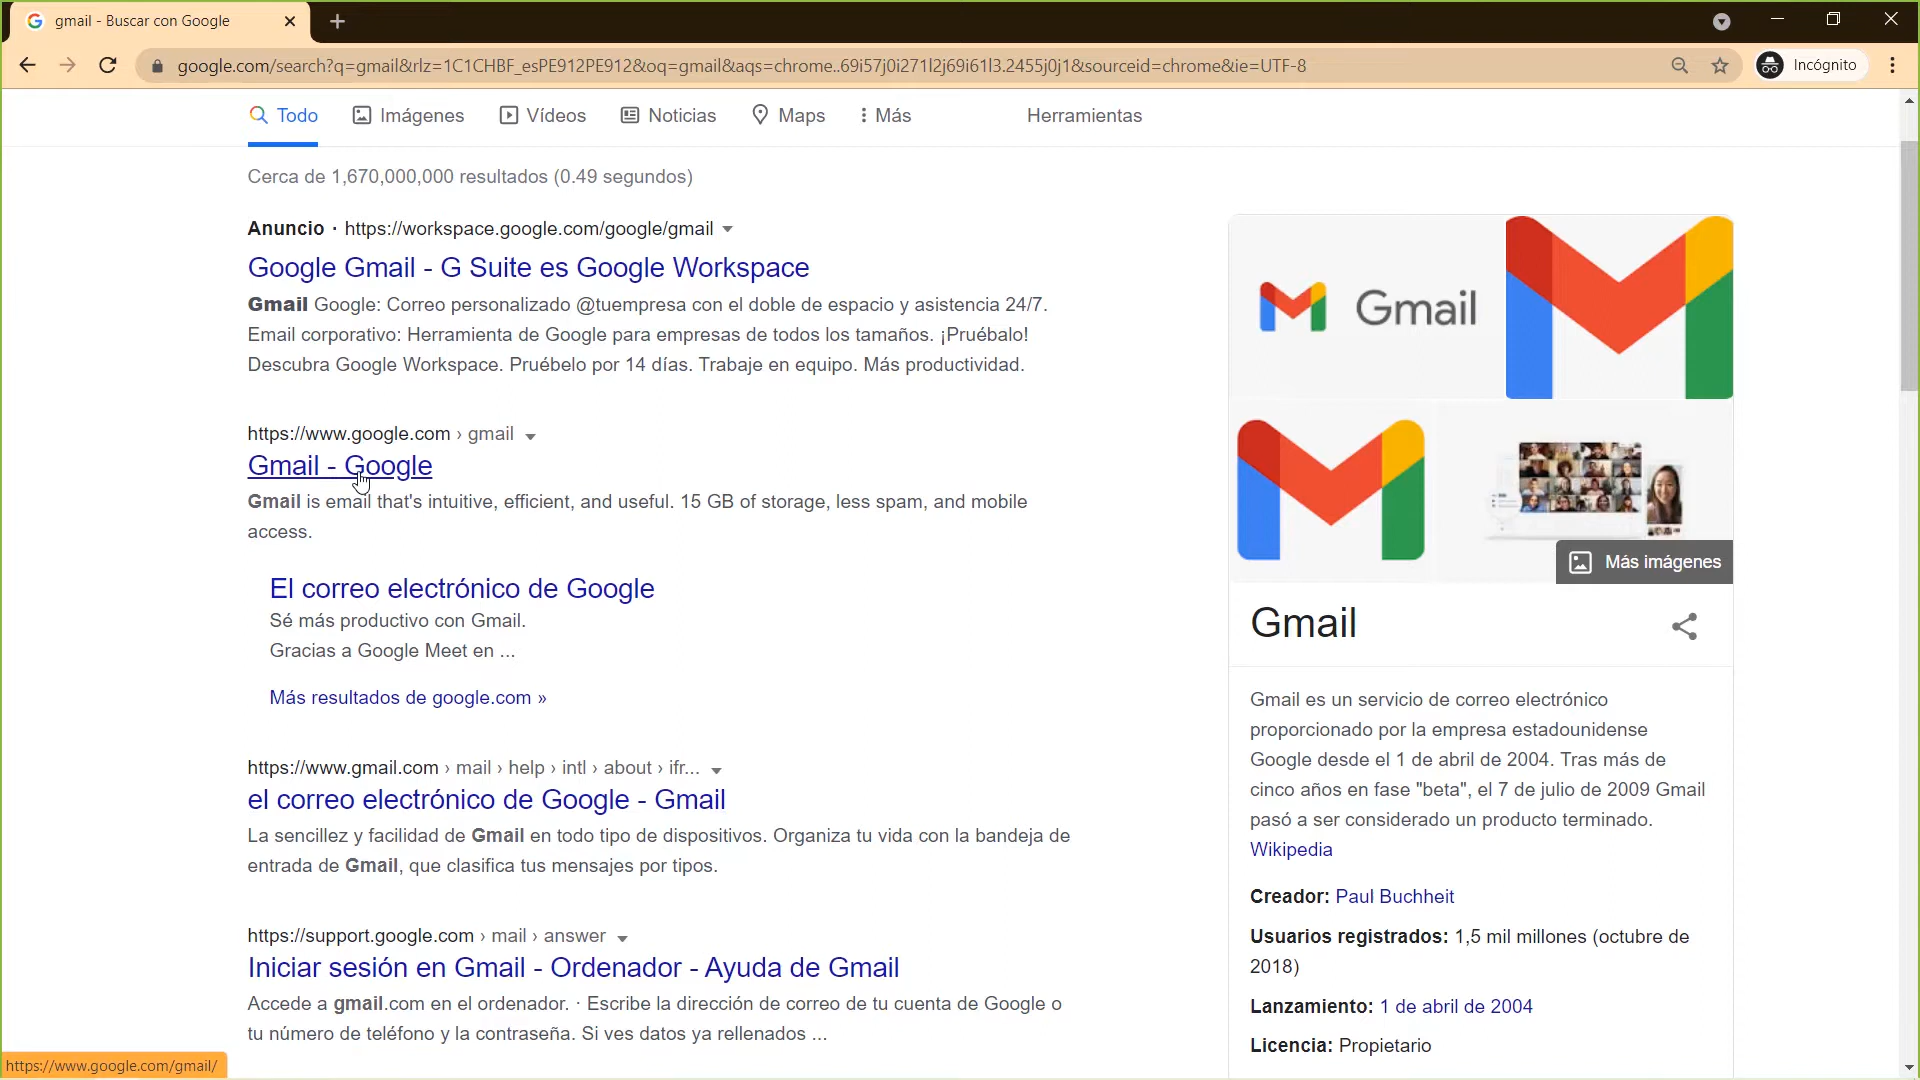 gmail - Buscar con Google
google.com/search?q=gmail&rlz=1C1CHBF_esPE912PE912&oq=gmail&aqs=chrome..69i57j0i271l2j69i61l3.2455j0j1&sourceid=chrome&ie=UTF-8
Incógnito
Todo
Imágenes
Vídeos
Noticias
Maps
Más
Herramientas
Cerca de 1,670,000,000 resultados (0.49 segundos)
Anuncio · https://workspace.google.com/google/gmail
Google Gmail - G Suite es Google Workspace
Gmail Google: Correo personalizado @tuempresa con el doble de espacio y asistencia 24/7.
Email corporativo: Herramienta de Google para empresas de todos los tamaños. ¡Pruébalo!
Descubra Google Workspace. Pruébelo por 14 días. Trabaje en equipo. Más productividad.
https://www.google.com › gmail
Gmail - Google
Gmail is email that's intuitive, efficient, and useful. 15 GB of storage, less spam, and mobile
access.
El correo electrónico de Google
Sé más productivo con Gmail.
Gracias a Google Meet en ...
Más resultados de google.com »
https://www.gmail.com › mail › help › intl › about › ifr...
el correo electrónico de Google - Gmail
La sencillez y facilidad de Gmail en todo tipo de dispositivos. Organiza tu vida con la bandeja de
entrada de Gmail, que clasifica tus mensajes por tipos.
https://support.google.com › mail › answer
Iniciar sesión en Gmail - Ordenador - Ayuda de Gmail
Accede a gmail.com en el ordenador. · Escribe la dirección de correo de tu cuenta de Google o
tu número de teléfono y la contraseña. Si ves datos ya rellenados ...
https://www.google.com/gmail/
Gmail
Más imágenes
Gmail
Gmail es un servicio de correo electrónico
proporcionado por la empresa estadounidense
Google desde el 1 de abril de 2004. Tras más de
cinco años en fase "beta", el 7 de julio de 2009 Gmail
pasó a ser considerado un producto terminado.
Wikipedia
Creador: Paul Buchheit
Usuarios registrados: 1,5 mil millones (octubre de
2018)
Lanzamiento: 1 de abril de 2004
Licencia: Propietario